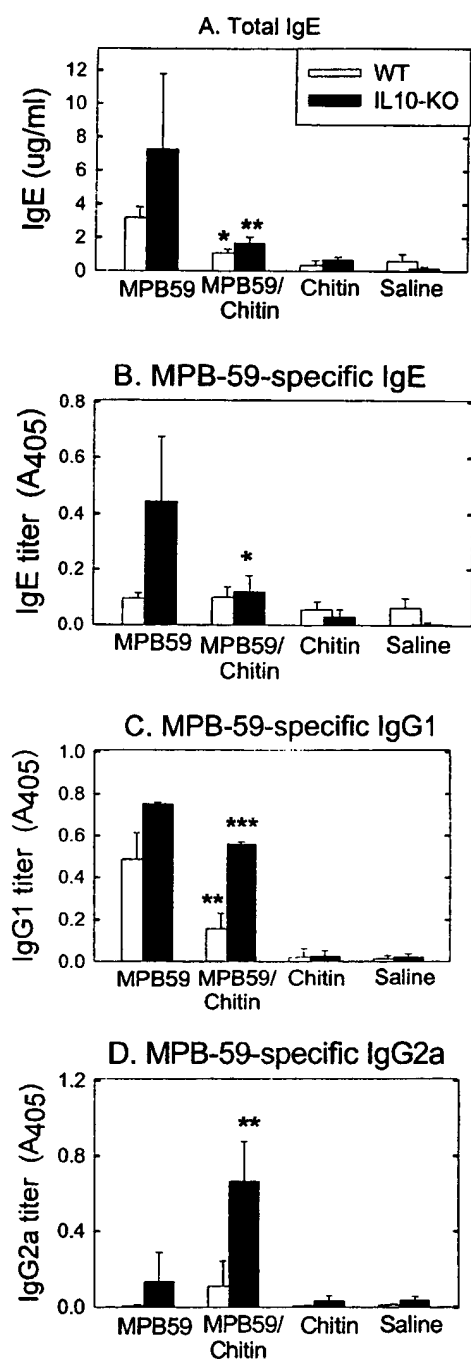 A. Total IgE
WT
IL10-KO
IgE (ug/ml)
12
10
8
6
4
2
0
* **
MPB59 MPB59/ Chitin Saline
Chitin
B. MPB-59-specific IgE
IgE titer (A405)
0.8
0.6
0.4
0.2
0.0
*
MPB59 MPB59/ Chitin Saline
Chitin
C. MPB-59-specific IgG1
IgG1 titer (A405)
1.0
0.8
0.6
0.4
0.2
0.0
** ***
MPB59 MPB59/ Chitin Saline
Chitin
D. MPB-59-specific IgG2a
IgG2a titer (A405)
1.2
0.8
0.4
0.0
**
MPB59 MPB59/ Chitin Saline
Chitin